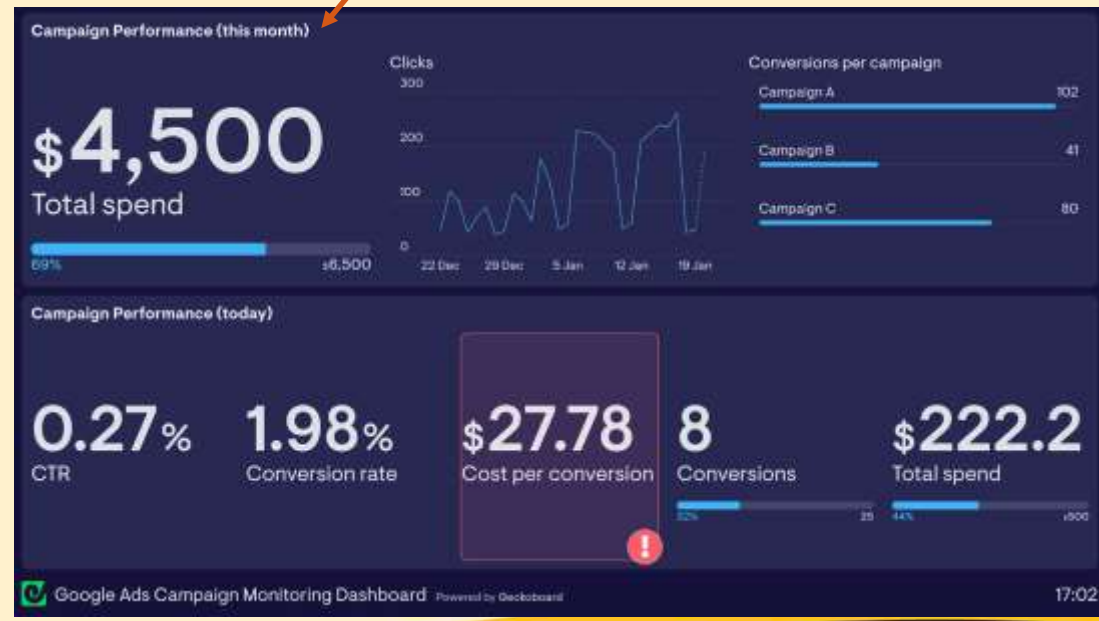 Campaign Performance (this month)
$4,500
Total spend
69%
$6,500
Clicks
300
200
100
0
22 Dec 29 Dec 5 Jan 12 Jan 19 Jan
Conversions per campaign
Campaign A 102
Campaign B 41
Campaign C 80
Campaign Performance (today)
0.27%
CTR
1.98%
Conversion rate
$27.78
Cost per conversion
!
8
Conversions
32% 25
$222.2
Total spend
44% $500
Google Ads Campaign Monitoring Dashboard Powered by Geckoboard
17:02